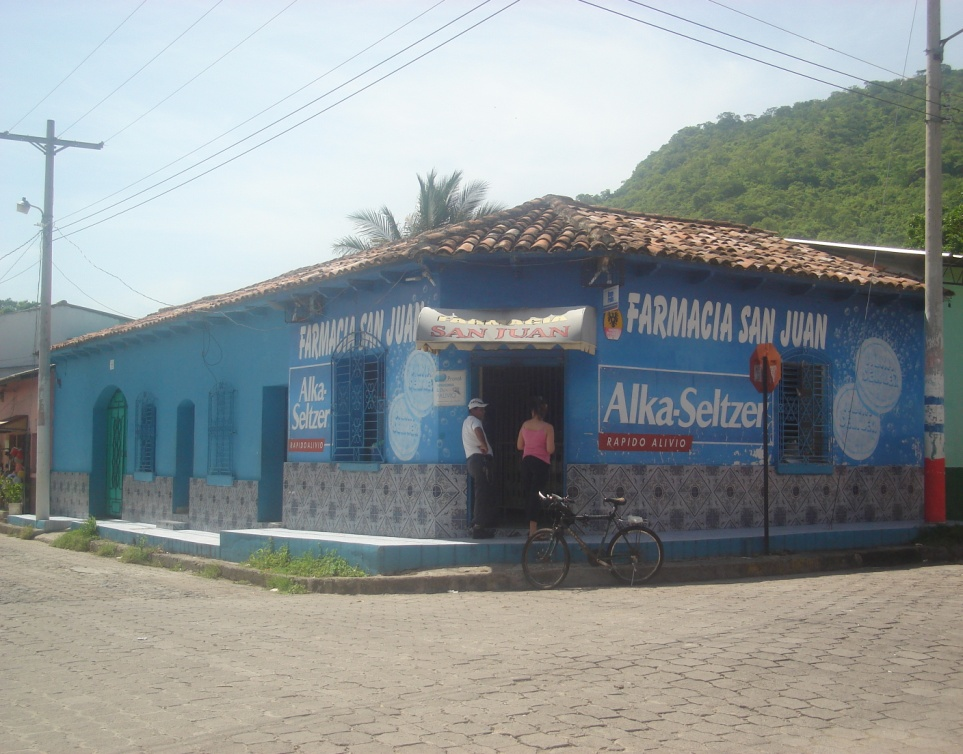 FARMACIA SAN JUAN
Alka-
Seltzer
RAPIDO ALIVIO
SAN JUAN
FARMACIA SAN JUAN
Alka-Seltzer
RAPIDO ALIVIO